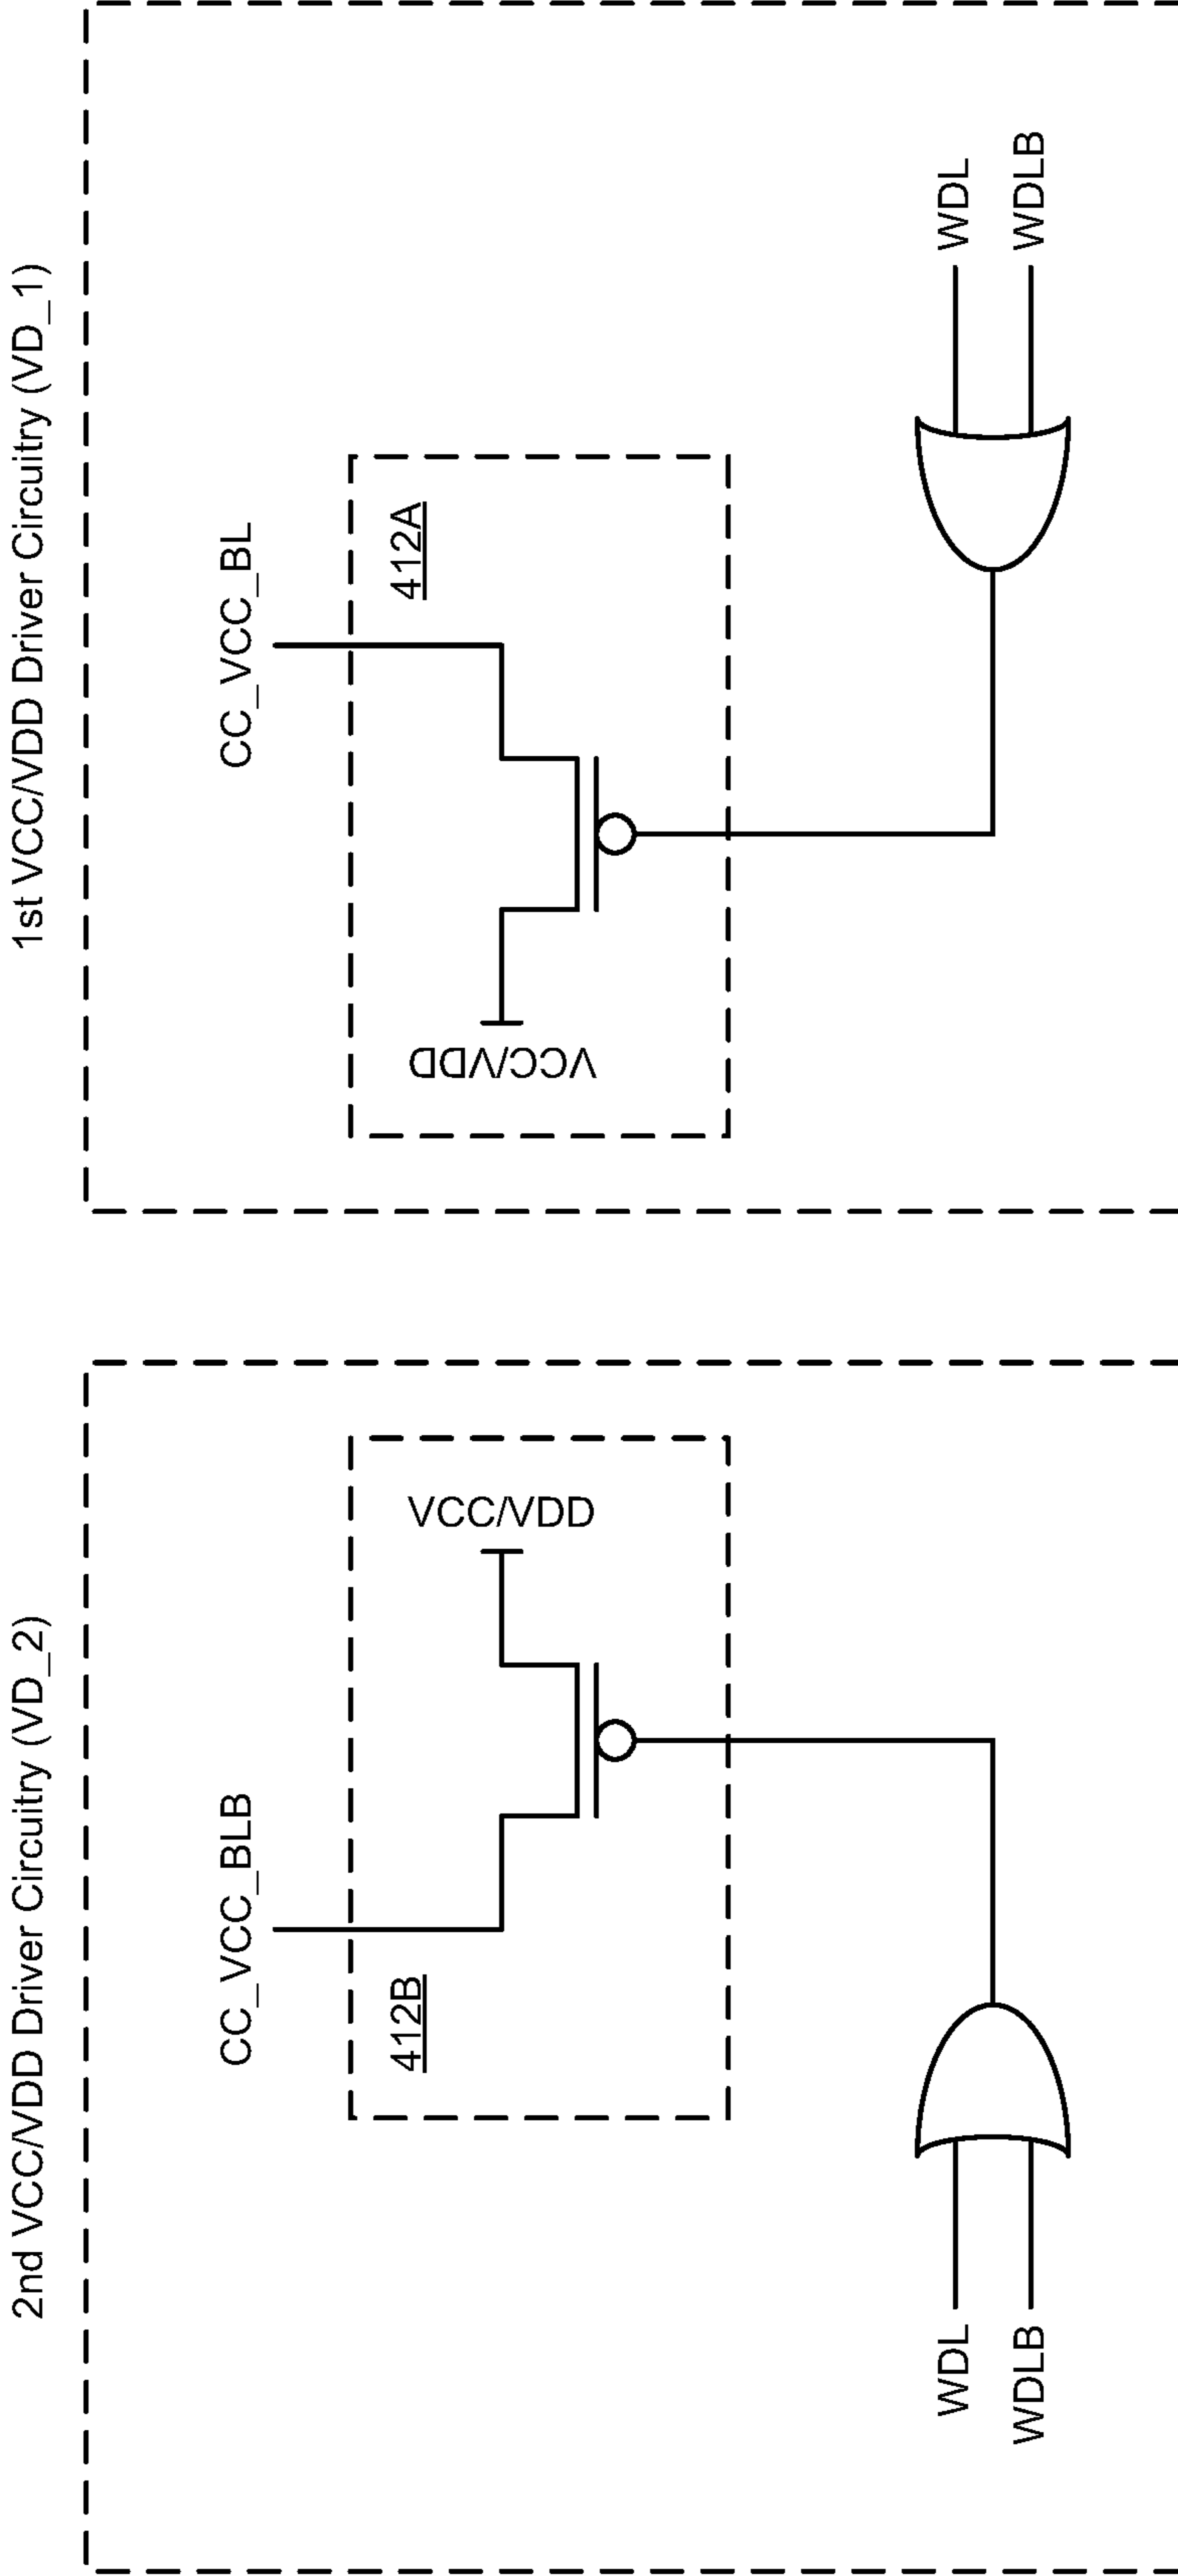 2nd VCC/VDD Driver Circuitry (VD_2)
CC_VCC_BLB
412B
VCC/VDD
WDL
WDLB
1st VCC/VDD Driver Circuitry (VD_1)
CC_VCC_BL
412A
VCC/VDD
WDL
WDLB